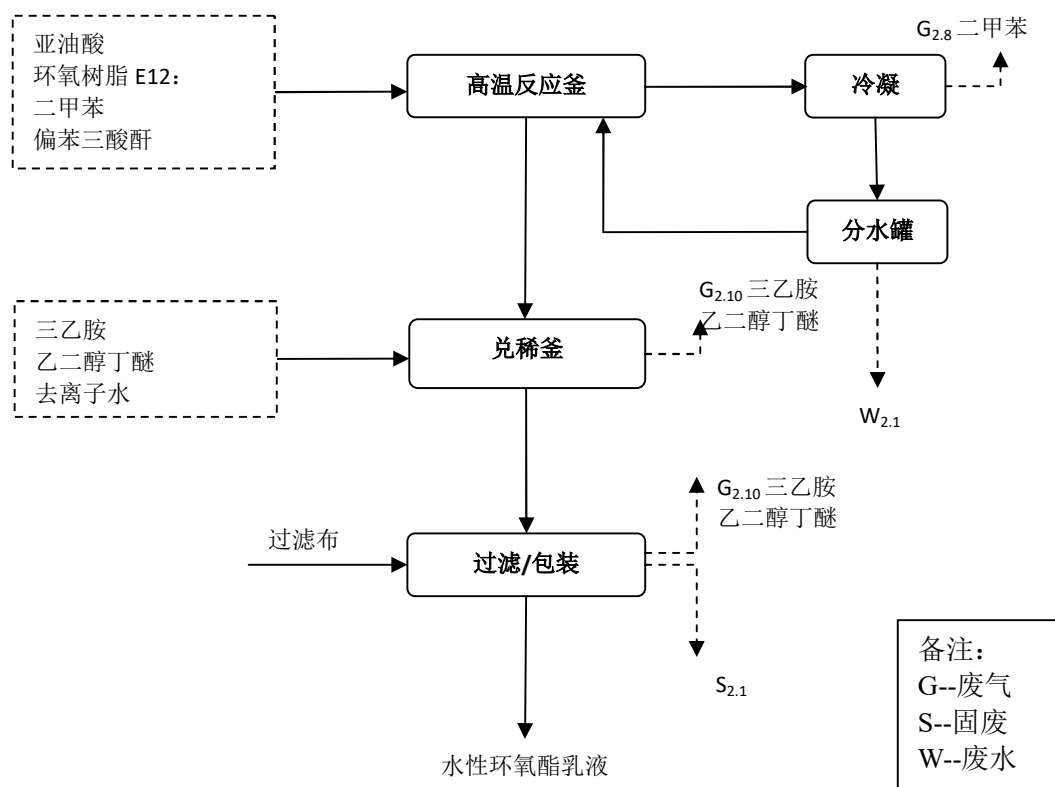 亚油酸
环氧树脂 E12：
二甲苯
偏苯三酸酐
高温反应釜
冷凝
G2.8 二甲苯
分水罐
W2.1
三乙胺
乙二醇丁醚
去离子水
兑稀釜
G2.10 三乙胺
乙二醇丁醚
过滤布
过滤/包装
G2.10 三乙胺
乙二醇丁醚
S2.1
水性环氧酯乳液
备注：
G--废气
S--固废
W--废水